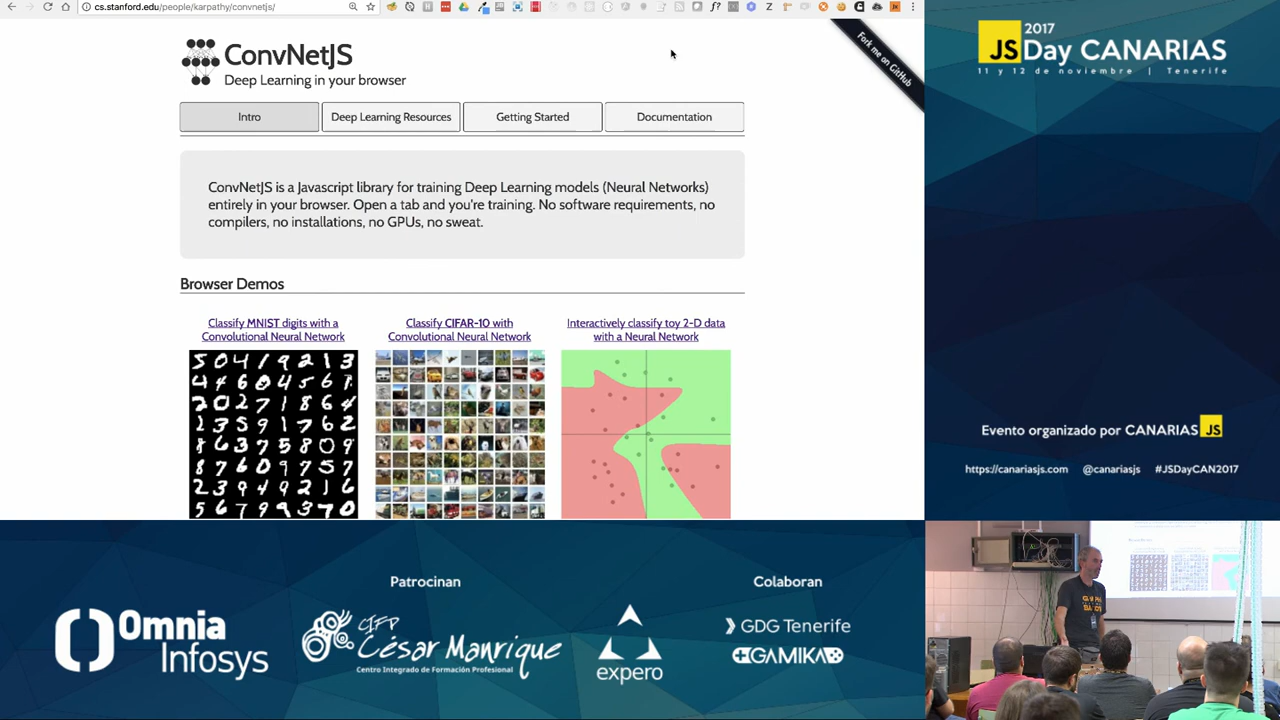 cs.stanford.edu/people/karpathy/convnetjs/
ConvNetJS
Deep Learning in your browser
Fork me on GitHub
Intro
Deep Learning Resources
Getting Started
Documentation
ConvNetJS is a Javascript library for training Deep Learning models (Neural Networks)
entirely in your browser. Open a tab and you're training. No software requirements, no
compilers, no installations, no GPUs, no sweat.
Browser Demos
Classify MNIST digits with a
Convolutional Neural Network
Classify CIFAR-10 with
Convolutional Neural Network
Interactively classify toy 2-D data
with a Neural Network
2017
JS Day CANARIAS
11 y 12 de noviembre | Tenerife
Evento organizado por CANARIAS JS
https://canariasjs.com @canariasjs #JSDayCAN2017
Patrocinan
Omnia
Infosys
CIFP
César Manrique
Centro Integrado de Formación Profesional
expero
Colaboran
GDG Tenerife
GAMIKA